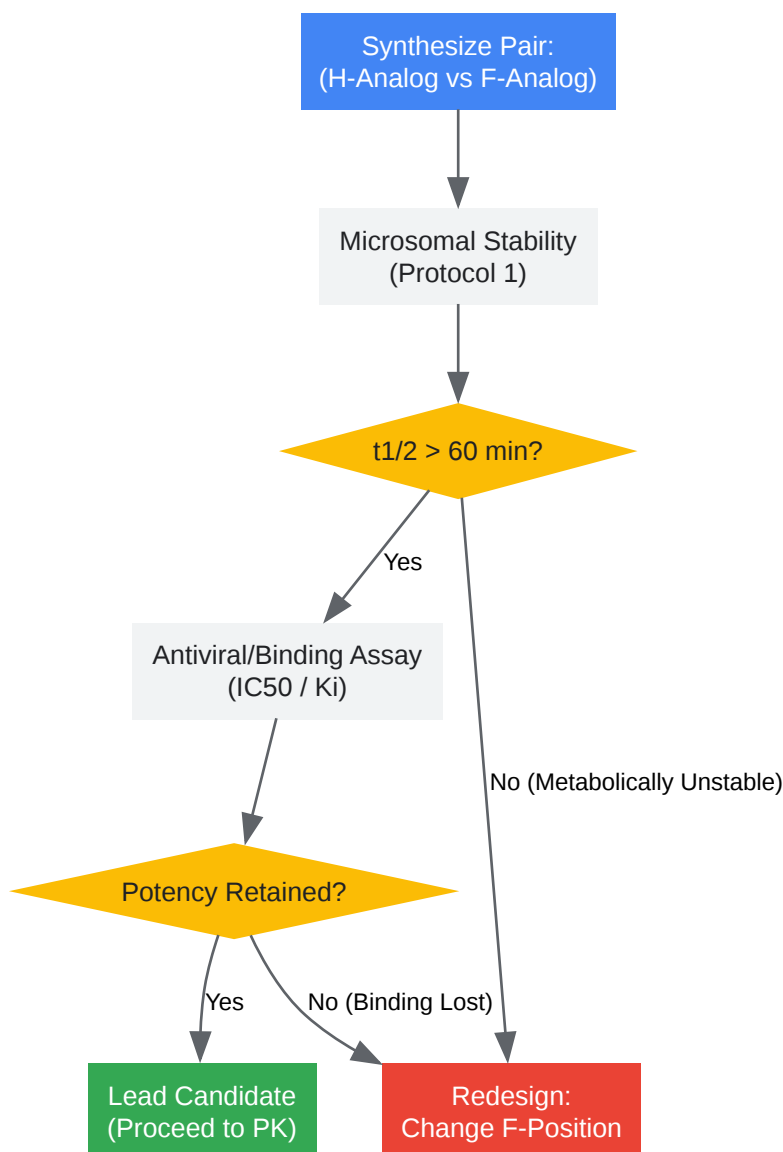 Synthesize Pair:
(H-Analog vs F-Analog)
Microsomal Stability
(Protocol 1)
t1/2 > 60 min?
Yes
Antiviral/Binding Assay
(IC50 / Ki)
No (Metabolically Unstable)
Potency Retained?
Yes
No (Binding Lost)
Lead Candidate
(Proceed to PK)
Redesign:
Change F-Position